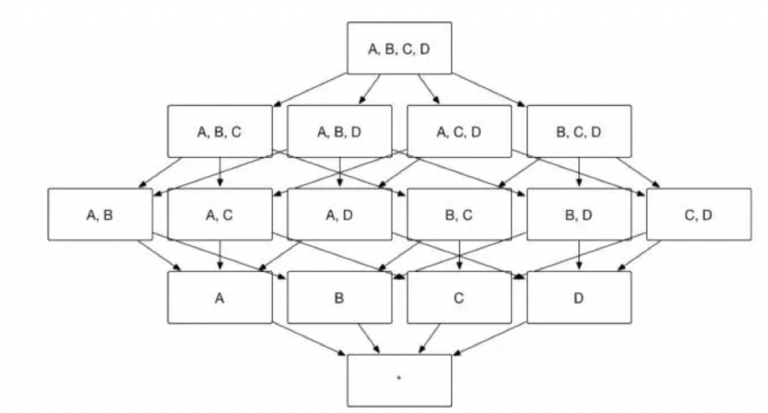 A, B, C, D
A, B, C
A, B, D
A, C, D
B, C, D
A, B
A, C
A, D
B, C
B, D
C, D
A
B
C
D
*